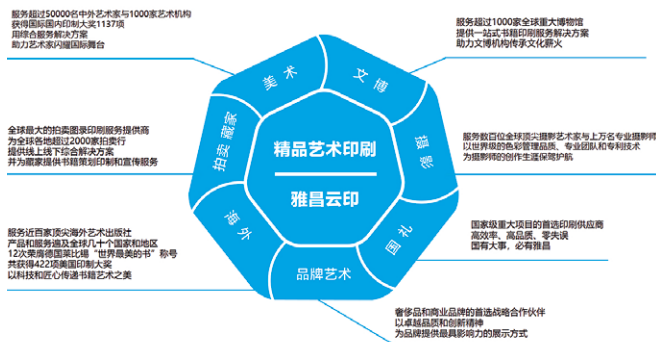 服务超过50000名中外艺术家与1000家艺术机构
获得国际国内印制大奖1137项
用综合服务解决方案
助力艺术家闪耀国际舞台
服务超过1000家全球重大博物馆
提供一站式书籍印刷服务解决方案
助力文博机构传承文化薪火
美术
文博
全球最大的拍卖图录印刷服务提供商
为全球各地超过2000家拍卖行
提供线上线下综合解决方案
并为藏家提供书籍策划印制和宣传服务
拍卖 藏家
精品艺术印刷
雅昌云印
摄影
服务数百位全球顶尖摄影艺术家与上万名专业摄影师
以世界级的色彩管理品质、专业团队和专利技术
为摄影师的创作生涯保驾护航
服务近百家顶尖海外艺术出版社
产品和服务遍及全球几十个国家和地区
12次荣膺德国莱比锡“世界最美的书”称号
共获得422项美国印制大奖
以科技和匠心传递书籍艺术之美
海外
国礼
国家级重大项目的首选印刷供应商
高效率、高品质、零失误
国有大事，必有雅昌
品牌艺术
奢侈品和商业品牌的首选战略合作伙伴
以卓越品质和创新精神
为品牌提供最具影响力的展示方式